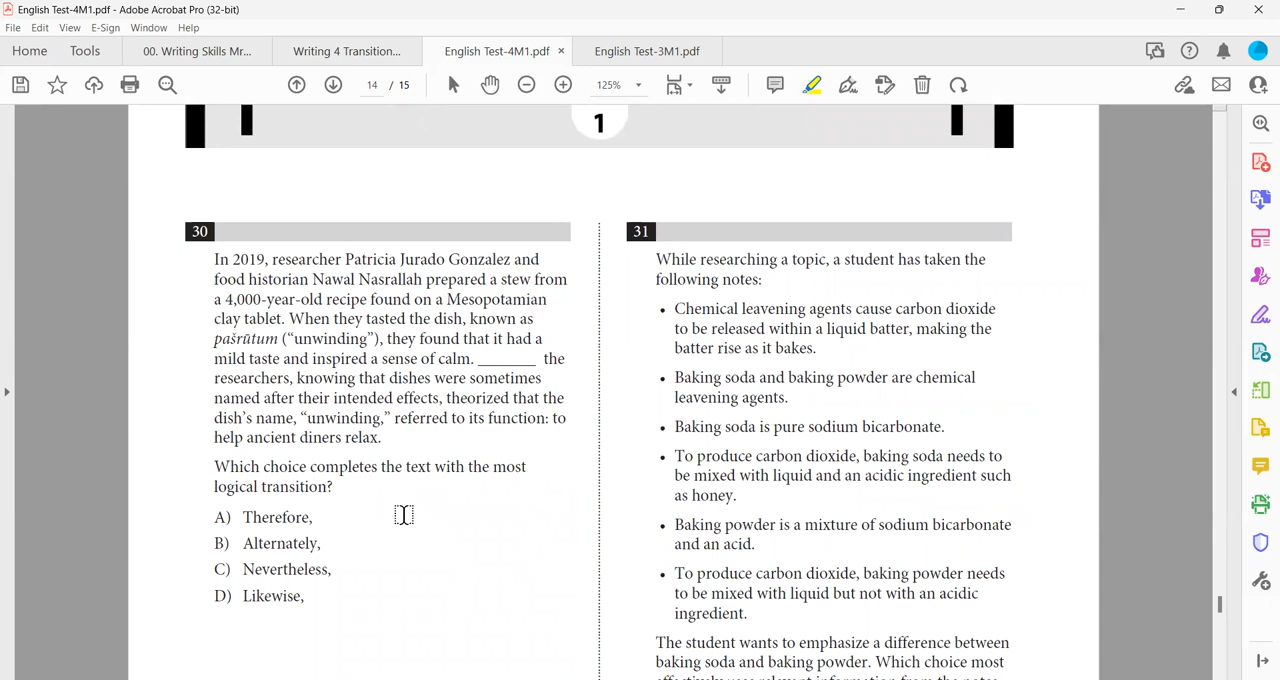 English Test-4M1.pdf - Adobe Acrobat Pro (32-bit)
File Edit View E-Sign Window Help
Home Tools 00. Writing Skills Mr... Writing 4 Transition... English Test-4M1.pdf × English Test-3M1.pdf
14 / 15 125%
1
30
In 2019, researcher Patricia Jurado Gonzalez and
food historian Nawal Nasrallah prepared a stew from
a 4,000-year-old recipe found on a Mesopotamian
clay tablet. When they tasted the dish, known as
pašrūtum (“unwinding”), they found that it had a
mild taste and inspired a sense of calm. _______ the
researchers, knowing that dishes were sometimes
named after their intended effects, theorized that the
dish’s name, “unwinding,” referred to its function: to
help ancient diners relax.
Which choice completes the text with the most
logical transition?
A) Therefore,
B) Alternately,
C) Nevertheless,
D) Likewise,
31
While researching a topic, a student has taken the
following notes:
• Chemical leavening agents cause carbon dioxide
to be released within a liquid batter, making the
batter rise as it bakes.
• Baking soda and baking powder are chemical
leavening agents.
• Baking soda is pure sodium bicarbonate.
• To produce carbon dioxide, baking soda needs to
be mixed with liquid and an acidic ingredient such
as honey.
• Baking powder is a mixture of sodium bicarbonate
and an acid.
• To produce carbon dioxide, baking powder needs
to be mixed with liquid but not with an acidic
ingredient.
The student wants to emphasize a difference between
baking soda and baking powder. Which choice most